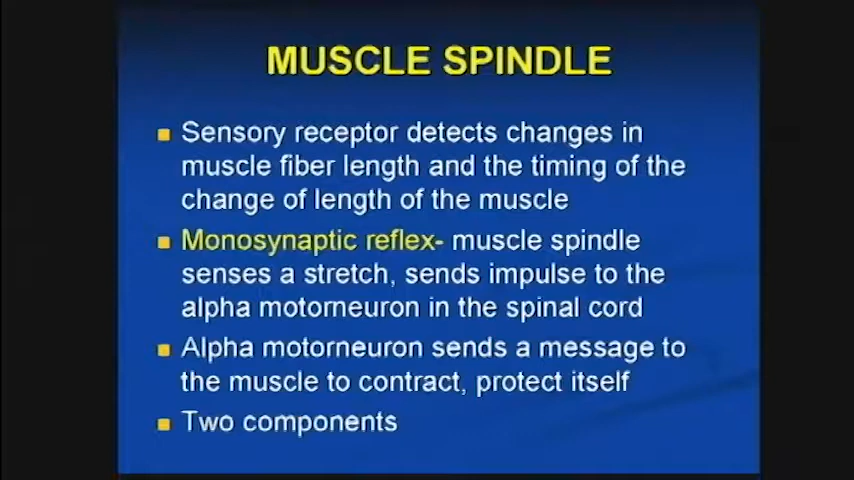 MUSCLE SPINDLE
Sensory receptor detects changes in
muscle fiber length and the timing of the
change of length of the muscle
Monosynaptic reflex- muscle spindle
senses a stretch, sends impulse to the
alpha motorneuron in the spinal cord
Alpha motorneuron sends a message to
the muscle to contract, protect itself
Two components